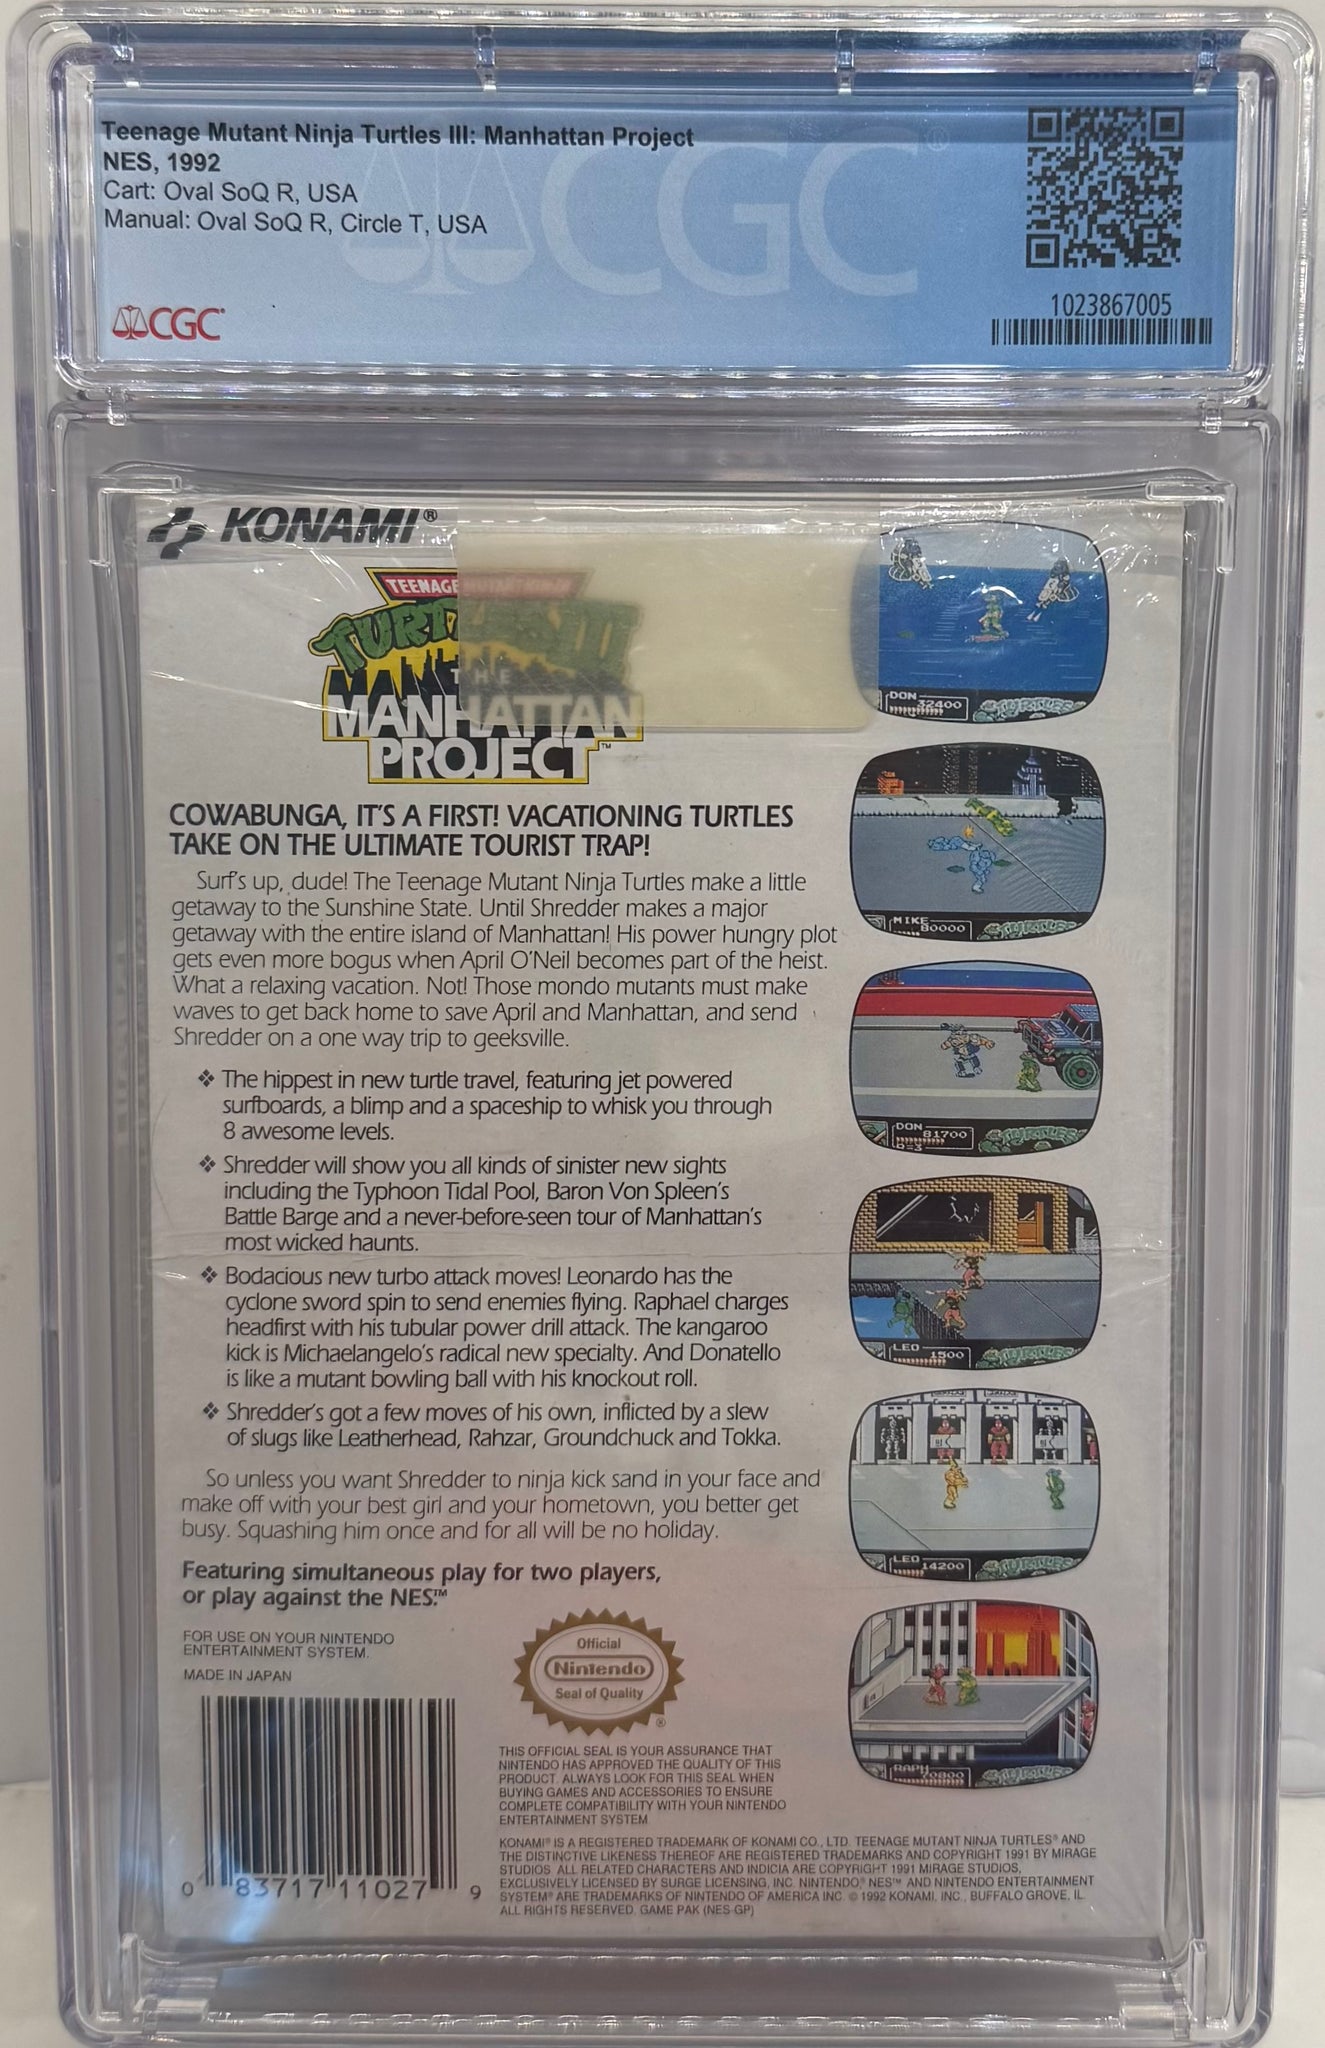 Teenage Mutant Ninja Turtles III: Manhattan Project
NES, 1992
Cart: Oval SoQ R, USA
Manual: Oval SoQ R, Circle T, USA
CGC®
CGC
1023867005
KONAMI®
TEENAGE MUTANT NINJA
TURTLES III
THE
MANHATTAN
PROJECT™
COWABUNGA, IT'S A FIRST! VACATIONING TURTLES
TAKE ON THE ULTIMATE TOURIST TRAP!
Surf's up, dude! The Teenage Mutant Ninja Turtles make a little
getaway to the Sunshine State. Until Shredder makes a major
getaway with the entire island of Manhattan! His power hungry plot
gets even more bogus when April O'Neil becomes part of the heist.
What a relaxing vacation. Not! Those mondo mutants must make
waves to get back home to save April and Manhattan, and send
Shredder on a one way trip to geeksville.
❖ The hippest in new turtle travel, featuring jet powered
surfboards, a blimp and a spaceship to whisk you through
8 awesome levels.
❖ Shredder will show you all kinds of sinister new sights
including the Typhoon Tidal Pool, Baron Von Spleen's
Battle Barge and a never-before-seen tour of Manhattan's
most wicked haunts.
❖ Bodacious new turbo attack moves! Leonardo has the
cyclone sword spin to send enemies flying. Raphael charges
headfirst with his tubular power drill attack. The kangaroo
kick is Michaelangelo's radical new specialty. And Donatello
is like a mutant bowling ball with his knockout roll.
❖ Shredder's got a few moves of his own, inflicted by a slew
of slugs like Leatherhead, Rahzar, Groundchuck and Tokka.
So unless you want Shredder to ninja kick sand in your face and
make off with your best girl and your hometown, you better get
busy. Squashing him once and for all will be no holiday.
Featuring simultaneous play for two players,
or play against the NES.™
FOR USE ON YOUR NINTENDO
ENTERTAINMENT SYSTEM.
MADE IN JAPAN
0 83717 11027 9
Official
Nintendo
Seal of Quality
®
THIS OFFICIAL SEAL IS YOUR ASSURANCE THAT
NINTENDO HAS APPROVED THE QUALITY OF THIS
PRODUCT. ALWAYS LOOK FOR THIS SEAL WHEN
BUYING GAMES AND ACCESSORIES TO ENSURE
COMPLETE COMPATIBILITY WITH YOUR NINTENDO
ENTERTAINMENT SYSTEM
KONAMI® IS A REGISTERED TRADEMARK OF KONAMI CO., LTD. TEENAGE MUTANT NINJA TURTLES® AND
THE DISTINCTIVE LIKENESS THEREOF ARE REGISTERED TRADEMARKS AND COPYRIGHT 1991 BY MIRAGE
STUDIOS. ALL RELATED CHARACTERS AND INDICIA ARE COPYRIGHT 1991 MIRAGE STUDIOS,
EXCLUSIVELY LICENSED BY SURGE LICENSING, INC. NINTENDO,® NES™ AND NINTENDO ENTERTAINMENT
SYSTEM® ARE TRADEMARKS OF NINTENDO OF AMERICA INC. © 1992 KONAMI, INC., BUFFALO GROVE, IL.
ALL RIGHTS RESERVED. GAME PAK (NES-GP)
DON
32400
TURTLES
MIKE
80000
TURTLES
DON
81700
TURTLES
LEO
1500
TURTLES
LEO
14200
TURTLES
RAPH
70800
TURTLES